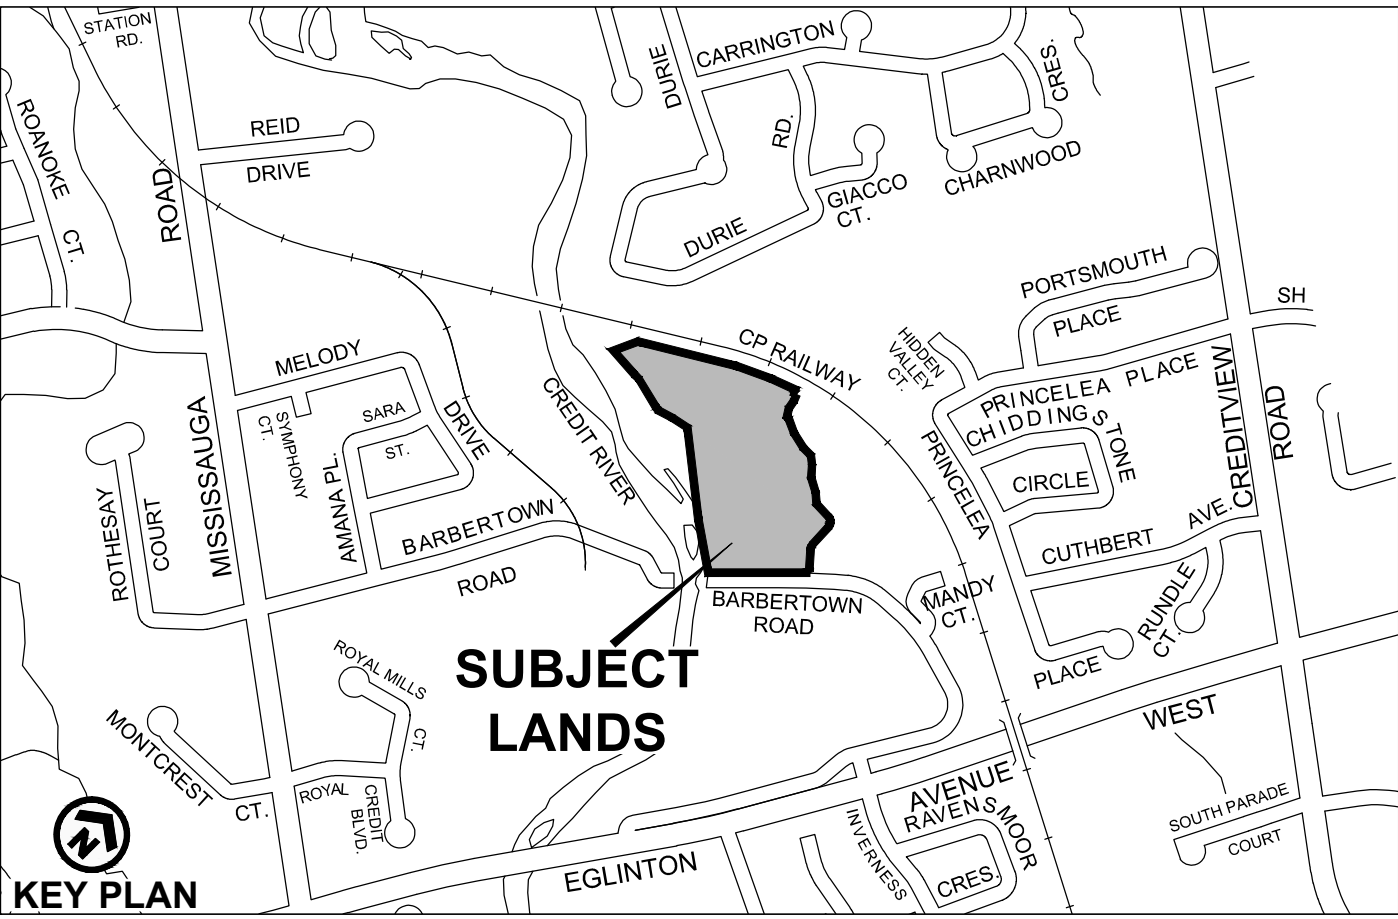 STATION
RD.
ROANOKE
CT.
REID
DRIVE
ROAD
MISSISSAUGA
DURIE
CARRINGTON
RD.
CRES.
GIACCO
CT.
CHARNWOOD
DURIE
PORTSMOUTH
PLACE
SH
CP RAILWAY
HIDDEN
VALLEY
CT.
PRINCELEA PLACE
CHIDDINGSTONE
CIRCLE
PRINCELEA
PLACE
CREDITVIEW
ROAD
MELODY
DRIVE
SYMPHONY
CT.
SARA
ST.
AMANA PL.
CREDIT RIVER
ROTHESAY
COURT
BARBERTOWN
ROAD
CUTHBERT AVE.
RUNDLE
CT.
MANDY
CT.
BARBERTOWN
ROAD
SUBJECT
LANDS
ROYAL MILLS
CT.
MONTCREST
CT.
ROYAL
CREDIT
BLVD.
EGLINTON
AVENUE
WEST
RAVENSMOOR
CRES.
INVERNESS
SOUTH PARADE
COURT
N
KEY PLAN